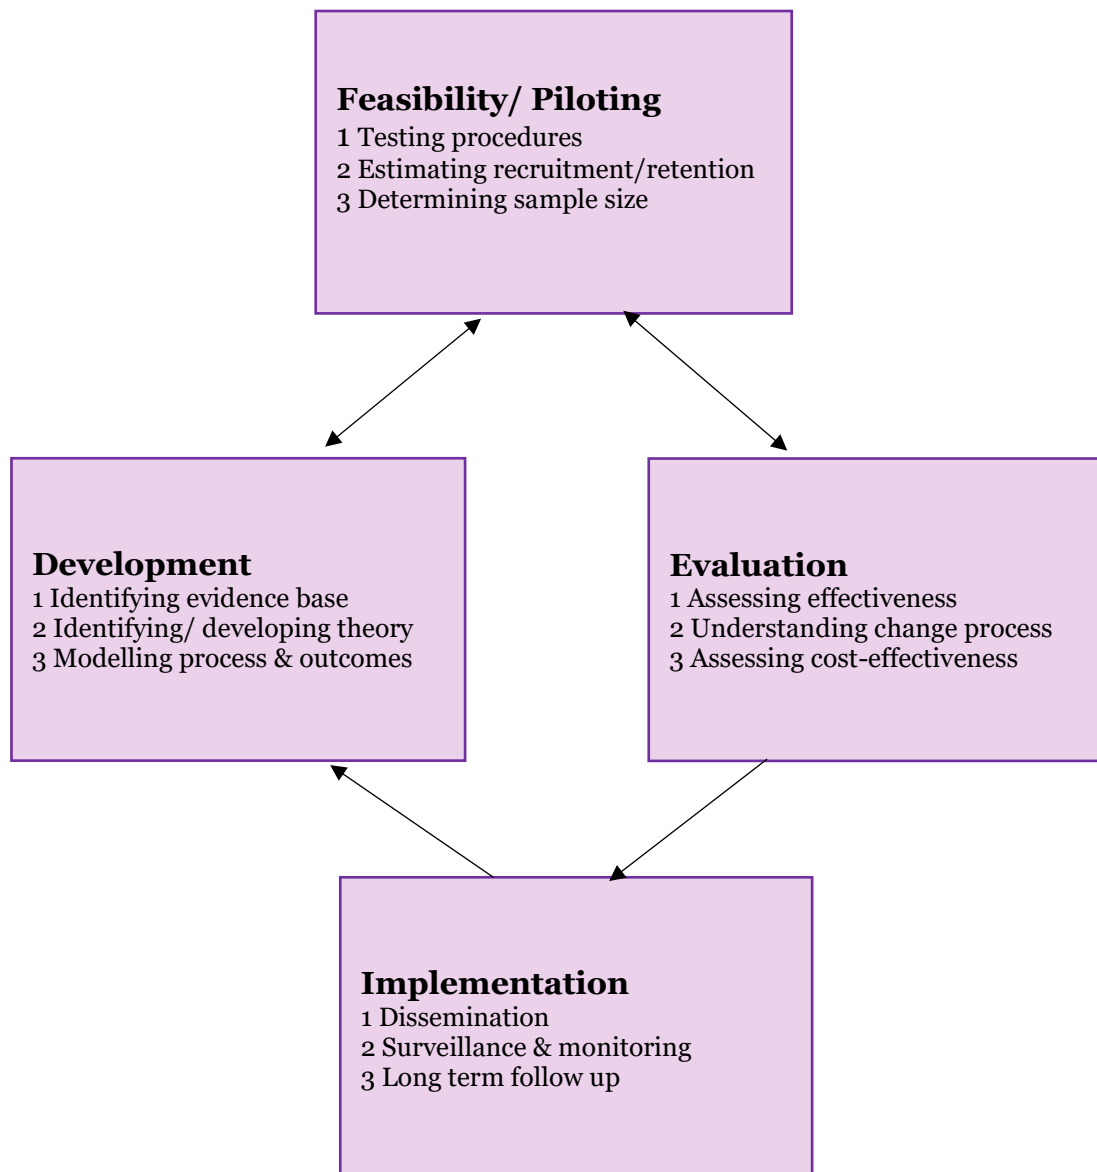 Feasibility/ Piloting
1 Testing procedures
2 Estimating recruitment/retention
3 Determining sample size
Development
1 Identifying evidence base
2 Identifying/ developing theory
3 Modelling process & outcomes
Evaluation
1 Assessing effectiveness
2 Understanding change process
3 Assessing cost-effectiveness
Implementation
1 Dissemination
2 Surveillance & monitoring
3 Long term follow up